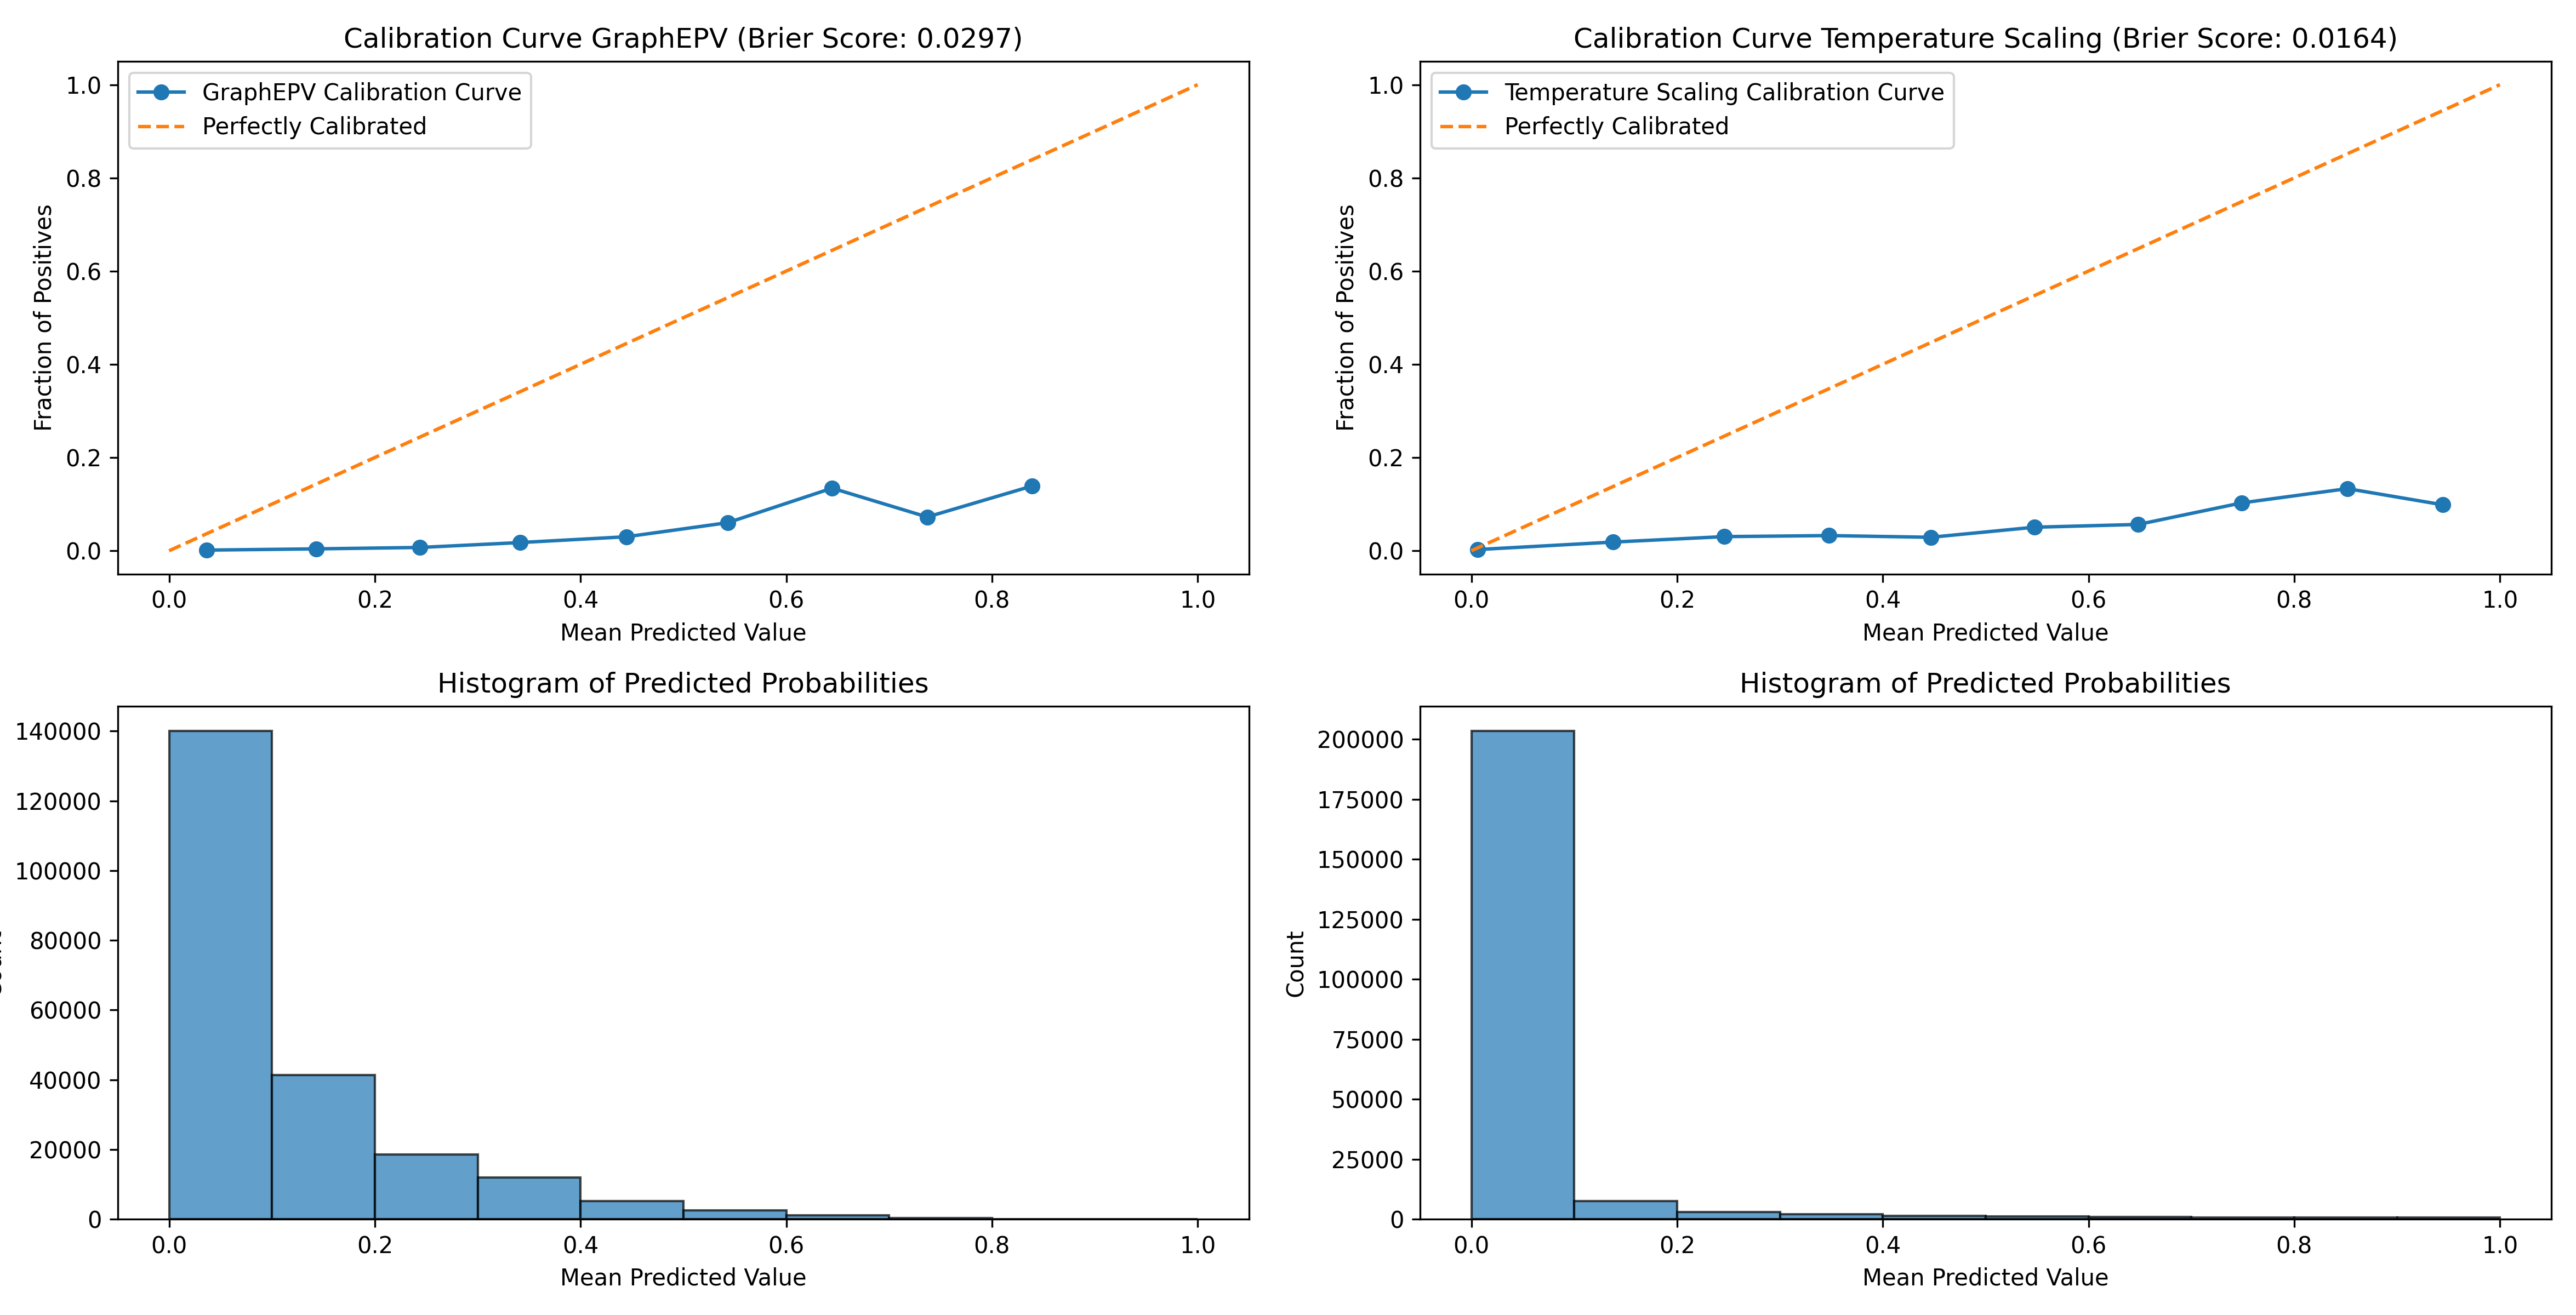 Calibration Curve GraphEPV (Brier Score: 0.0297)
GraphEPV Calibration Curve
Perfectly Calibrated
1.0
0.8
0.6
0.4
0.2
0.0
Fraction of Positives
0.0 0.2 0.4 0.6 0.8 1.0
Mean Predicted Value
Calibration Curve Temperature Scaling (Brier Score: 0.0164)
Temperature Scaling Calibration Curve
Perfectly Calibrated
1.0
0.8
0.6
0.4
0.2
0.0
Fraction of Positives
0.0 0.2 0.4 0.6 0.8 1.0
Mean Predicted Value
Histogram of Predicted Probabilities
140000
120000
100000
80000
60000
40000
20000
0
0.0 0.2 0.4 0.6 0.8 1.0
Mean Predicted Value
Histogram of Predicted Probabilities
200000
175000
150000
125000
100000
75000
50000
25000
0
Count
0.0 0.2 0.4 0.6 0.8 1.0
Mean Predicted Value